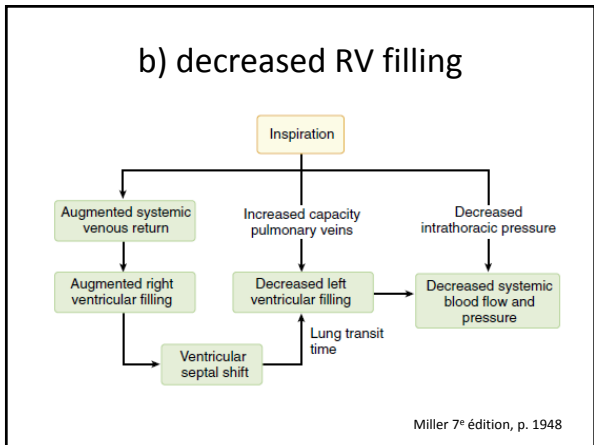 b) decreased RV filling
Inspiration
Augmented systemic
venous return
Increased capacity
pulmonary veins
Decreased
intrathoracic pressure
Augmented right
ventricular filling
Decreased left
ventricular filling
Decreased systemic
blood flow and
pressure
Lung transit
time
Ventricular
septal shift
Miller 7e édition, p. 1948